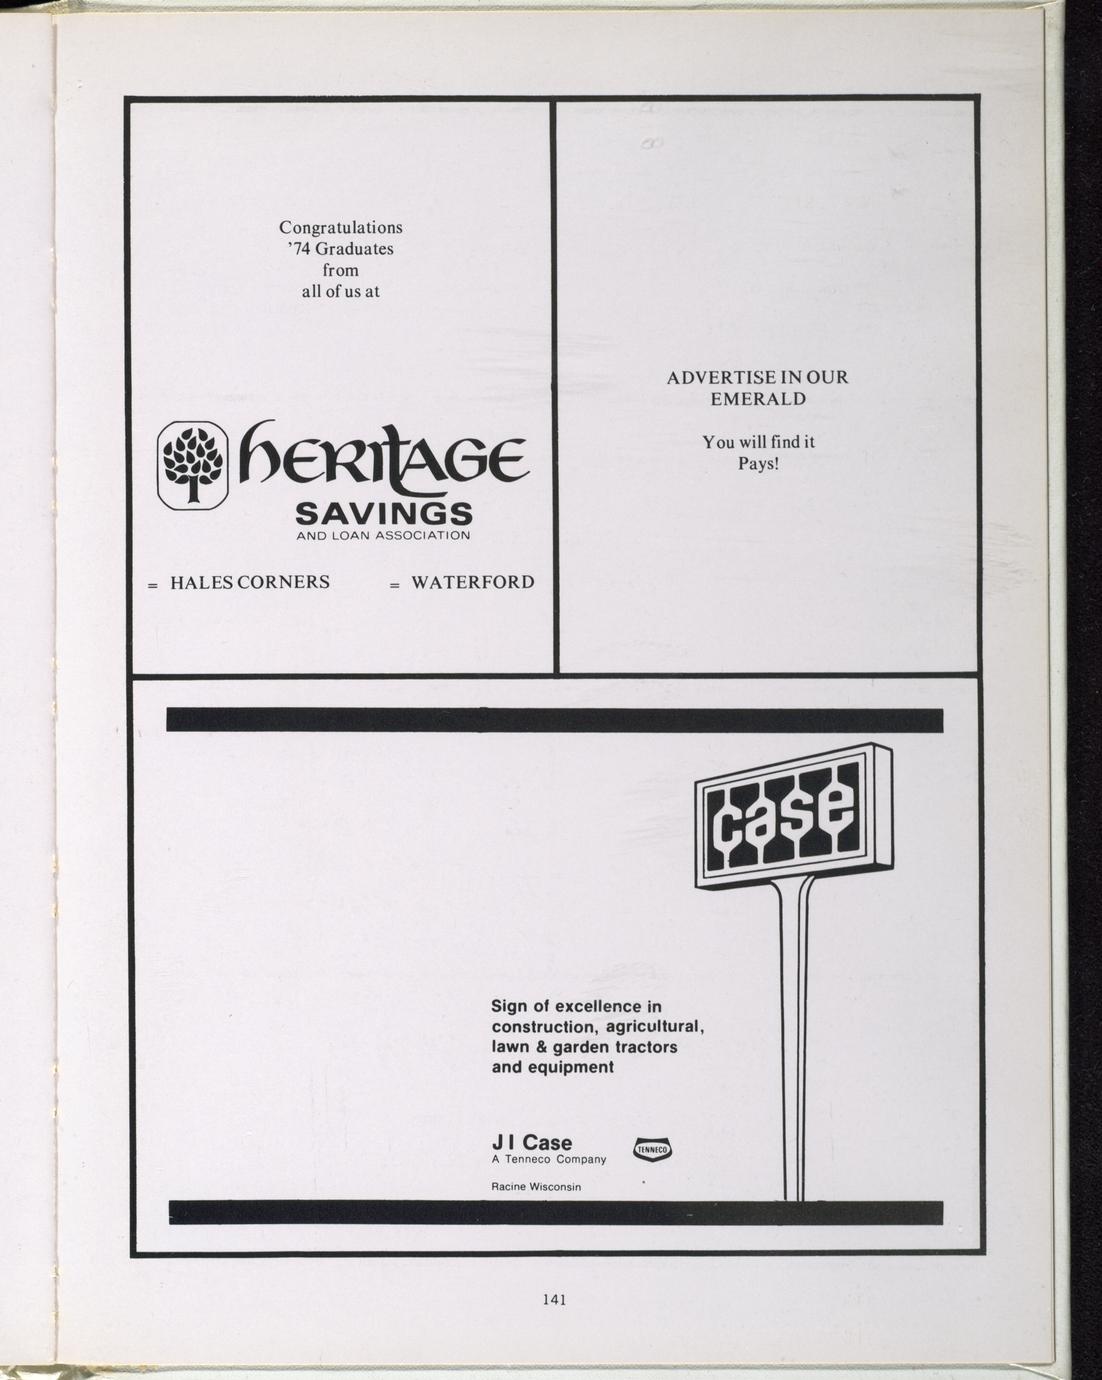 Congratulations
'74 Graduates
from
all of us at
heritage
SAVINGS
AND LOAN ASSOCIATION
= HALES CORNERS = WATERFORD
ADVERTISE IN OUR
EMERALD
You will find it
Pays!
case
Sign of excellence in
construction, agricultural,
lawn & garden tractors
and equipment
J I Case
A Tenneco Company
TENNECO
Racine Wisconsin
141